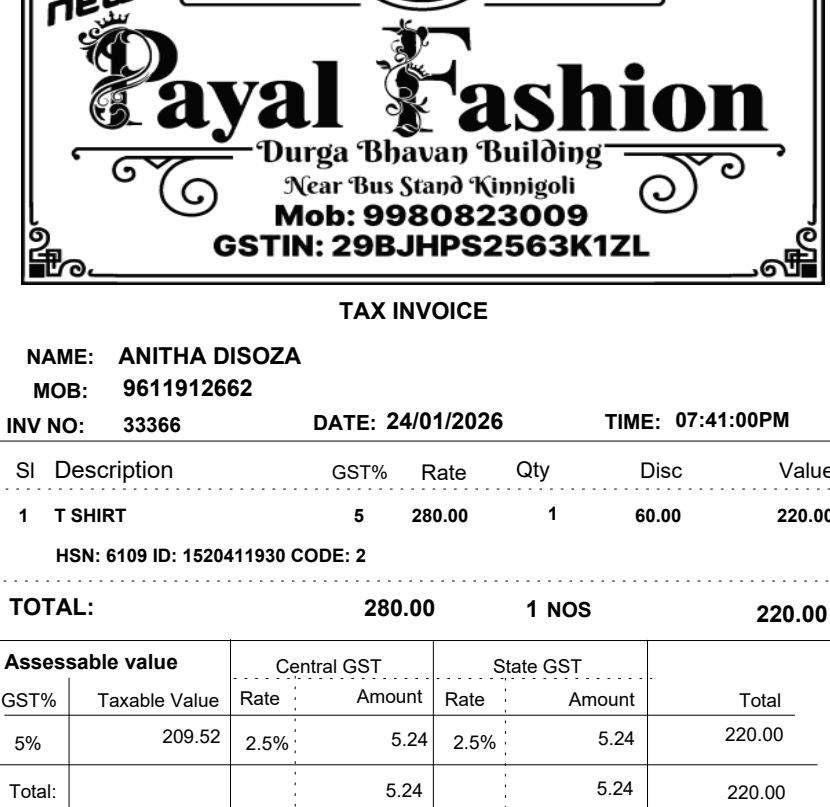 new
Payal Fashion
Durga Bhavan Building
Near Bus Stand Kinnigoli
Mob: 9980823009
GSTIN: 29BJHPS2563K1ZL
TAX INVOICE
NAME: ANITHA DISOZA
MOB: 9611912662
INV NO: 33366 DATE: 24/01/2026 TIME: 07:41:00PM
Sl Description GST% Rate Qty Disc Value
1 T SHIRT 5 280.00 1 60.00 220.00
HSN: 6109 ID: 1520411930 CODE: 2
TOTAL: 280.00 1 NOS 220.00
Assessable value Central GST State GST
GST% Taxable Value Rate Amount Rate Amount Total
5% 209.52 2.5% 5.24 2.5% 5.24 220.00
Total: 5.24 5.24 220.00